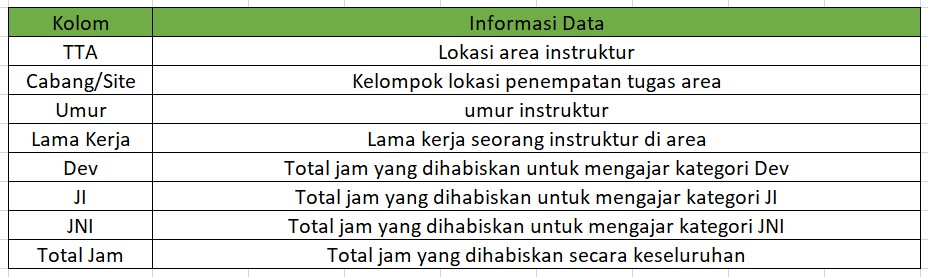 Kolom Informasi Data
TTA Lokasi area instruktur
Cabang/Site Kelompok lokasi penempatan tugas area
Umur umur instruktur
Lama Kerja Lama kerja seorang instruktur di area
Dev Total jam yang dihabiskan untuk mengajar kategori Dev
JI Total jam yang dihabiskan untuk mengajar kategori JI
JNI Total jam yang dihabiskan untuk mengajar kategori JNI
Total Jam Total jam yang dihabiskan secara keseluruhan